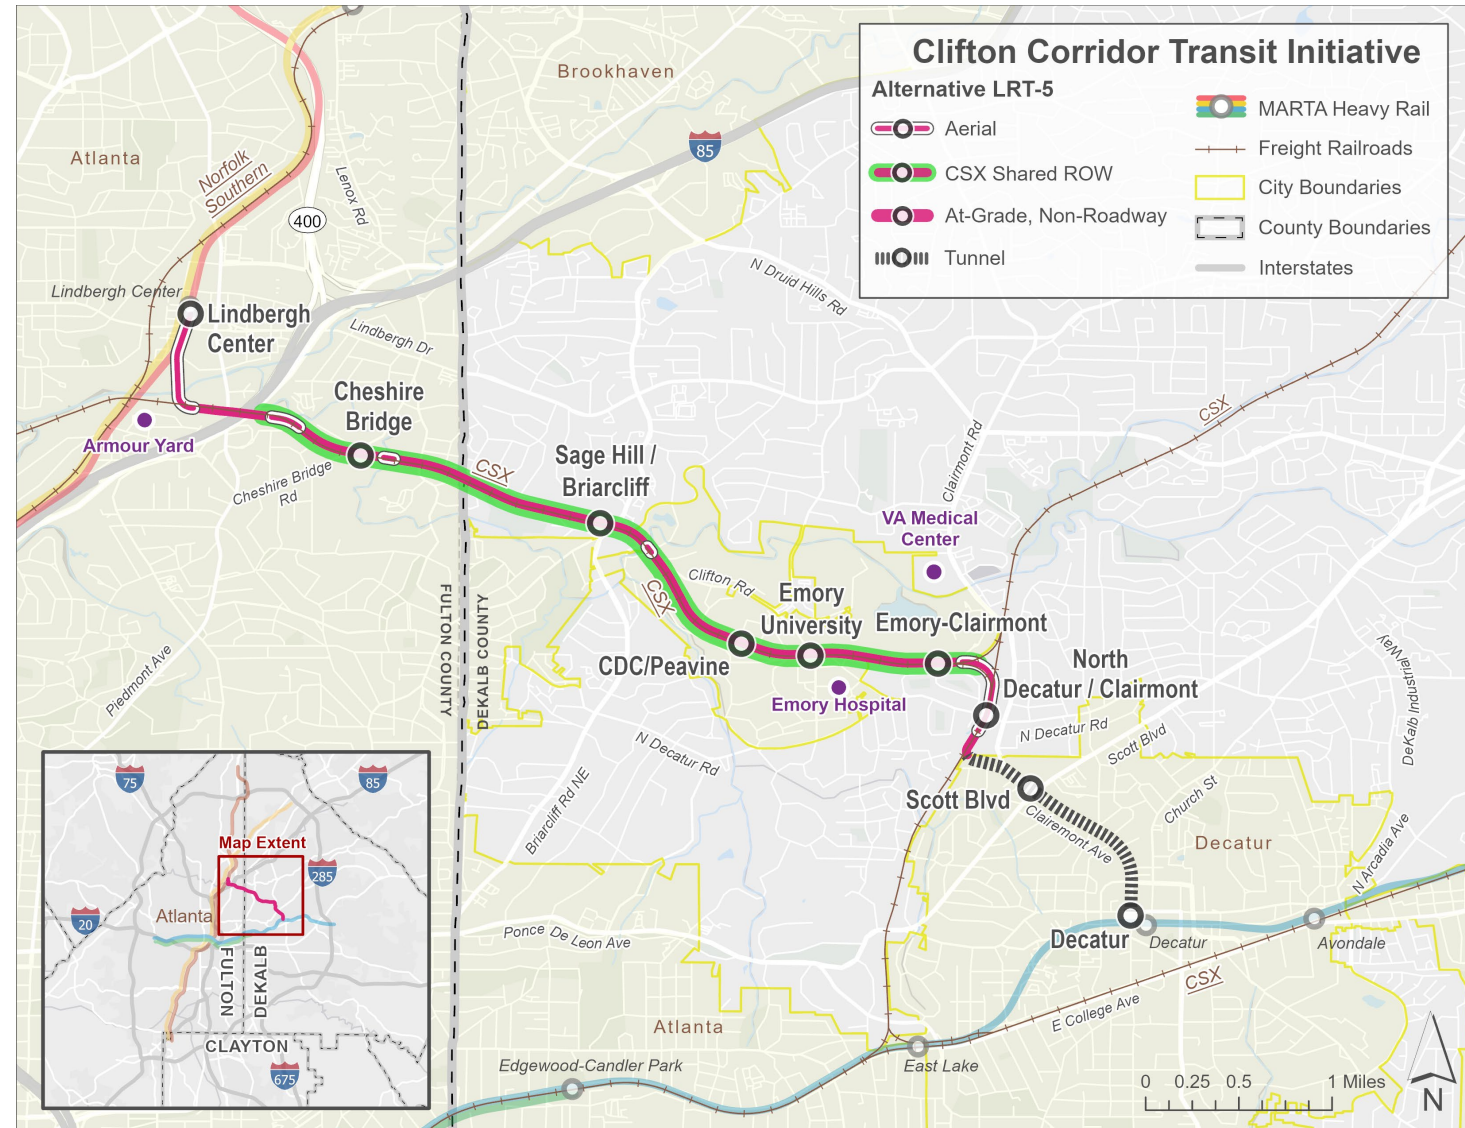 Clifton Corridor Transit Initiative
Alternative LRT-5
Aerial
CSX Shared ROW
At-Grade, Non-Roadway
Tunnel
MARTA Heavy Rail
Freight Railroads
City Boundaries
County Boundaries
Interstates
Brookhaven
Atlanta
Norfolk
Southern
Lenox Rd
400
85
N Druid Hills Rd
Lindbergh Center
Lindbergh
Center
Lindbergh Dr
Cheshire
Bridge
Armour Yard
Cheshire Bridge
Rd
CSX
Sage Hill /
Briarcliff
CSX
Clairmont Rd
VA Medical
Center
CSX
Clifton Rd
Emory
University
Emory-Clairmont
CDC/Peavine
Emory Hospital
North
Decatur / Clairmont
FULTON COUNTY
DEKALB COUNTY
Piedmont Ave
N Decatur Rd
N Decatur Rd
Scott Blvd
DeKalb Industrial Way
Briarcliff Rd NE
Scott Blvd
Clairemont Ave
Church St
Decatur
N Arcadia Ave
Ponce De Leon Ave
Decatur
Decatur
Avondale
CSX
E College Ave
Atlanta
Edgewood-Candler Park
East Lake
75
85
Map Extent
285
20
Atlanta
FULTON
DEKALB
CLAYTON
675
0 0.25 0.5 1 Miles
N